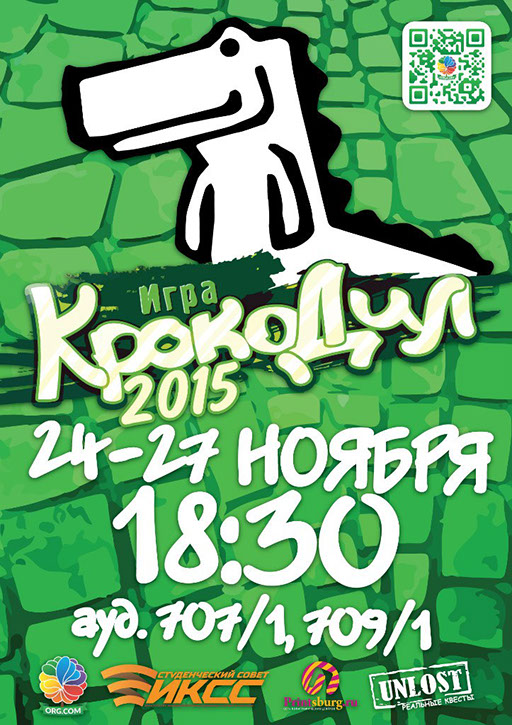 Игра
Крокодил
2015
24-27 НОЯБРЯ
18:30
ауд. 707/1, 709/1
ORG.COM
СТУДЕНЧЕСКИЙ СОВЕТ
ИКСС
Petersburg.ru
UNLOST
РЕАЛЬНЫЕ КВЕСТЫ